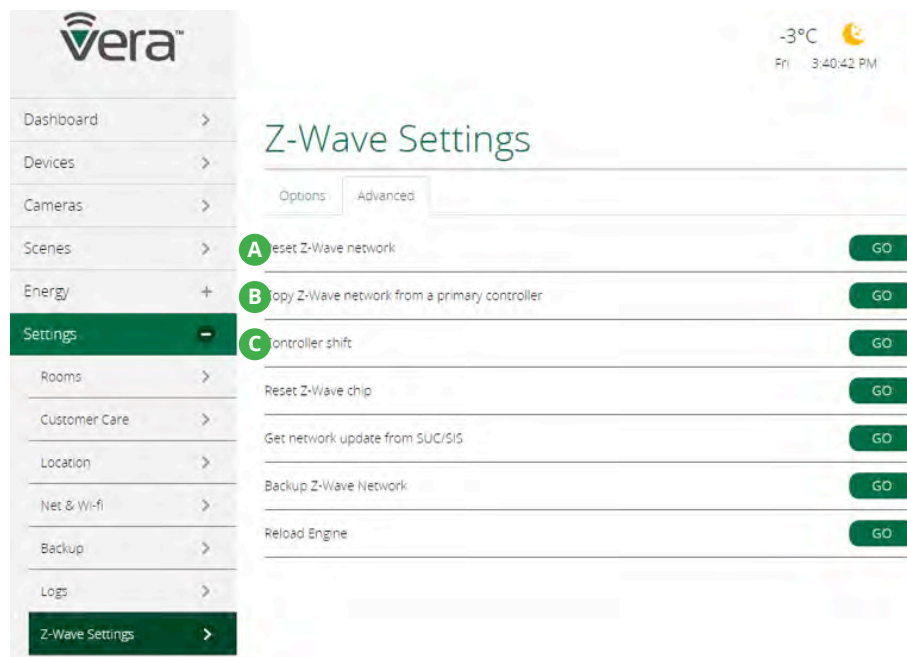 vera™
-3°C
Fri 3:40:42 PM
Dashboard
Devices
Cameras
Scenes
Energy
Settings
Rooms
Customer Care
Location
Net & Wi-fi
Backup
Logs
Z-Wave Settings
Z-Wave Settings
Options Advanced
A eset Z-Wave network GO
B opy Z-Wave network from a primary controller GO
C ontroller shift GO
Reset Z-Wave chip GO
Get network update from SUC/SIS GO
Backup Z-Wave Network GO
Reload Engine GO